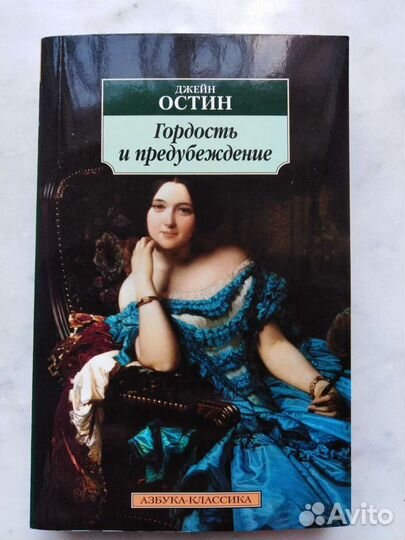 ДЖЕЙН
ОСТИН
Гордость
и предубеждение
АЗБУКА-КЛАССИКА
Avito